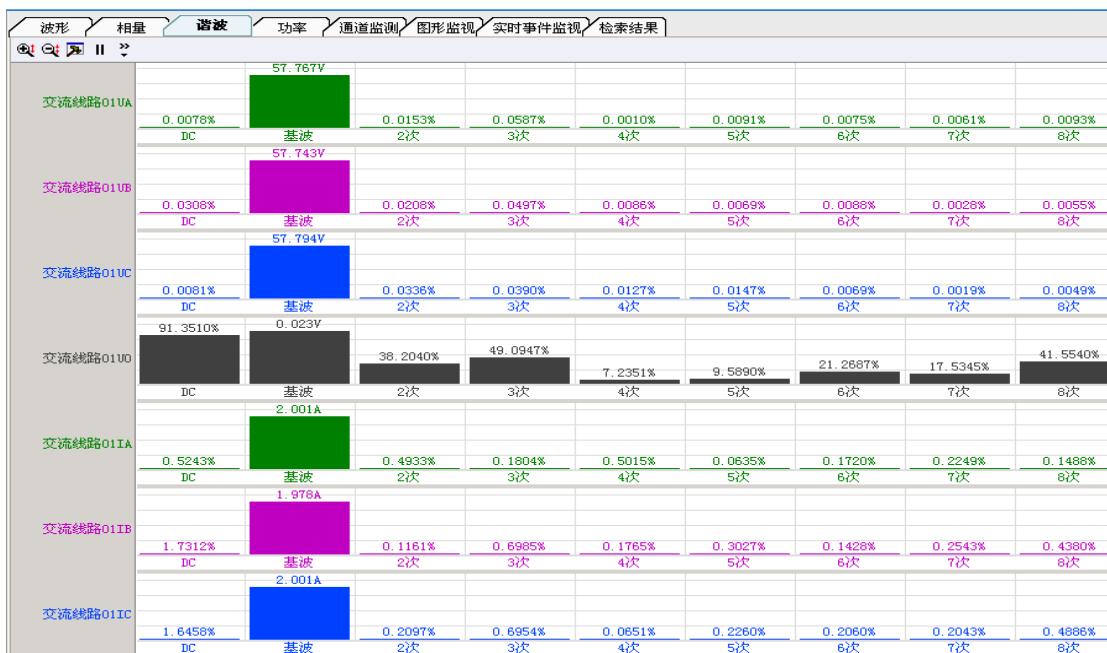 波形 相量 谐波 功率 通道监测 图形监视 实时事件监视 检索结果
57.767V
交流线路01UA
0.0078% 0.0153% 0.0587% 0.0010% 0.0091% 0.0075% 0.0061% 0.0093%
DC 基波 2次 3次 4次 5次 6次 7次 8次
57.743V
交流线路01UB
0.0308% 0.0208% 0.0497% 0.0086% 0.0069% 0.0088% 0.0028% 0.0055%
DC 基波 2次 3次 4次 5次 6次 7次 8次
57.794V
交流线路01UC
0.0081% 0.0336% 0.0390% 0.0127% 0.0147% 0.0069% 0.0019% 0.0049%
DC 基波 2次 3次 4次 5次 6次 7次 8次
91.3510% 0.023V
交流线路01U0
38.2040% 49.0947% 7.2351% 9.5890% 21.2687% 17.5345% 41.5540%
DC 基波 2次 3次 4次 5次 6次 7次 8次
2.001A
交流线路01IA
0.5243% 0.4933% 0.1804% 0.5015% 0.0635% 0.1720% 0.2249% 0.1488%
DC 基波 2次 3次 4次 5次 6次 7次 8次
1.978A
交流线路01IB
1.7312% 0.1161% 0.6985% 0.1765% 0.3027% 0.1428% 0.2543% 0.4380%
DC 基波 2次 3次 4次 5次 6次 7次 8次
2.001A
交流线路01IC
1.6458% 0.2097% 0.6954% 0.0651% 0.2260% 0.2060% 0.2043% 0.4886%
DC 基波 2次 3次 4次 5次 6次 7次 8次